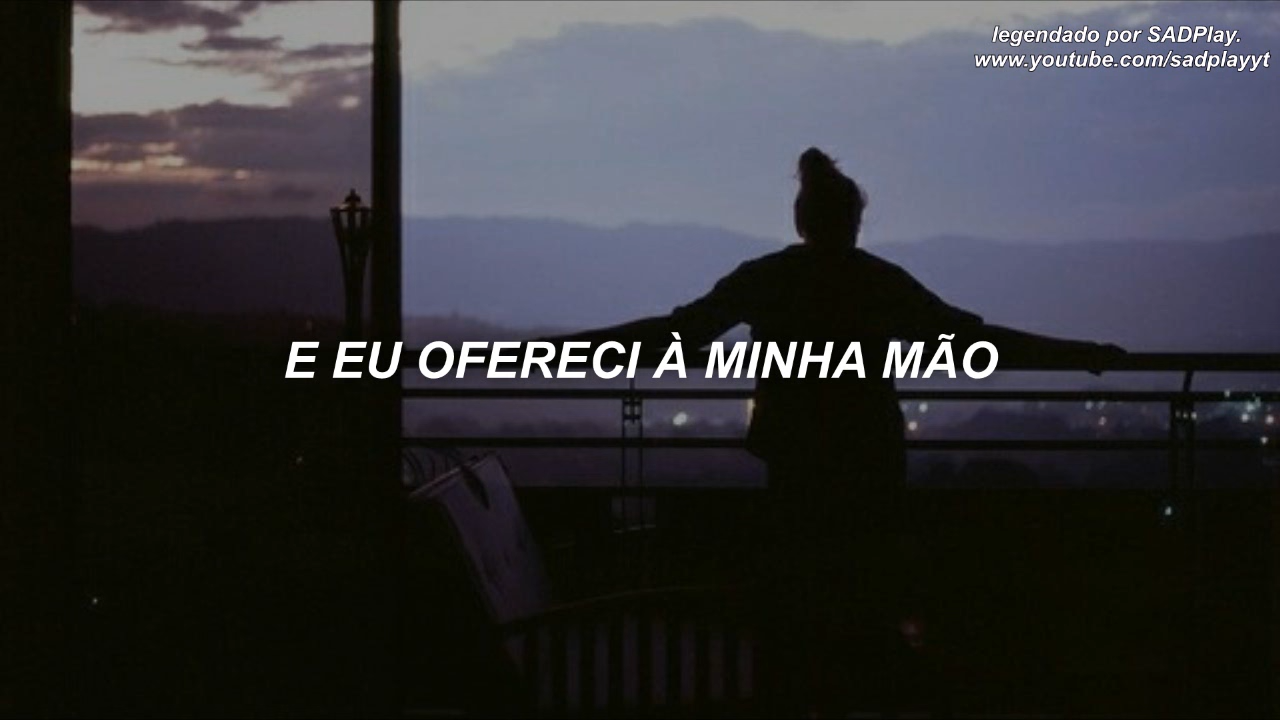 legendado por SADPlay.
www.youtube.com/sadplayyt
E EU OFERECI À MINHA MÃO